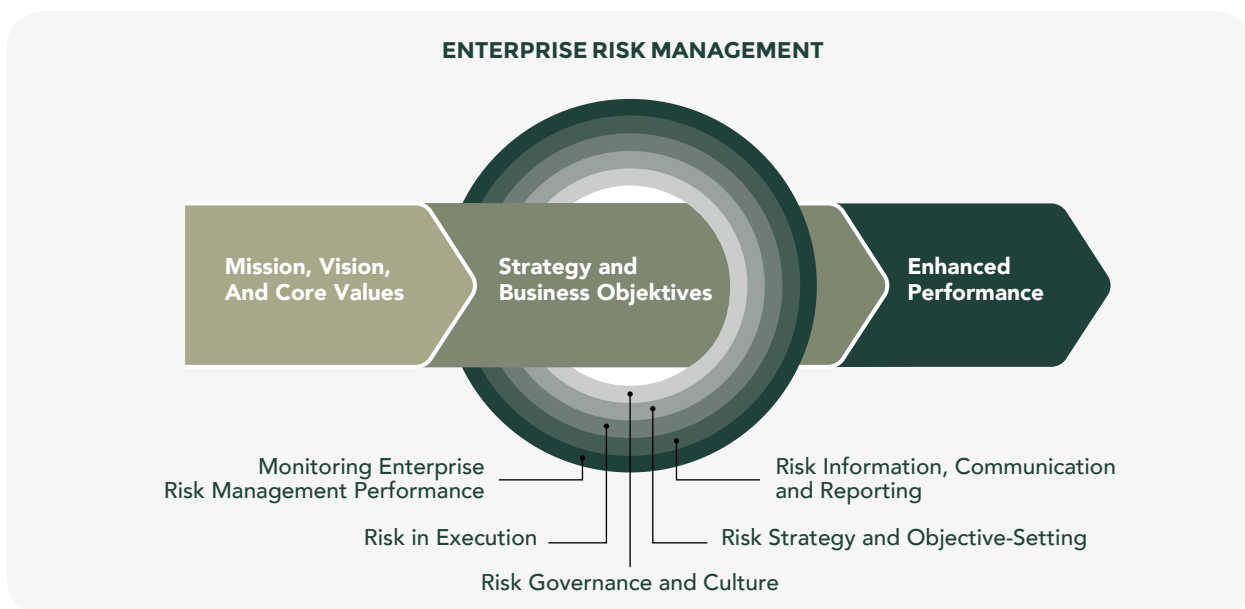 ENTERPRISE RISK MANAGEMENT
Mission, Vision,
And Core Values
Strategy and
Business Objektives
Enhanced
Performance
Monitoring Enterprise
Risk Management Performance
Risk Information, Communication
and Reporting
Risk in Execution
Risk Strategy and Objective-Setting
Risk Governance and Culture